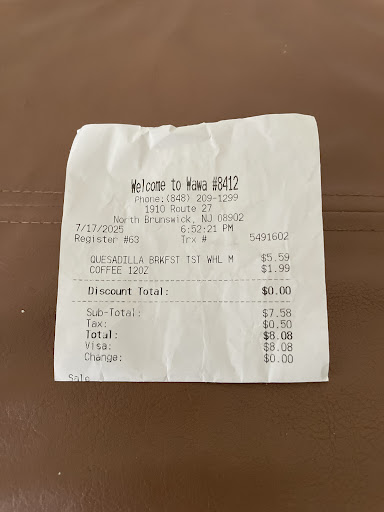 Welcome to Wawa #8412
Phone:(848) 209-1299
1910 Route 27
North Brunswick, NJ 08902
7/17/2025 6:52:21 PM
Register #63 Trx # 5491602
QUESADILLA BRKFST TST WHL M $5.59
COFFEE 12OZ $1.99
Discount Total: $0.00
Sub-Total: $7.58
Tax: $0.50
Total: $8.08
Visa: $8.08
Change: $0.00
Sale